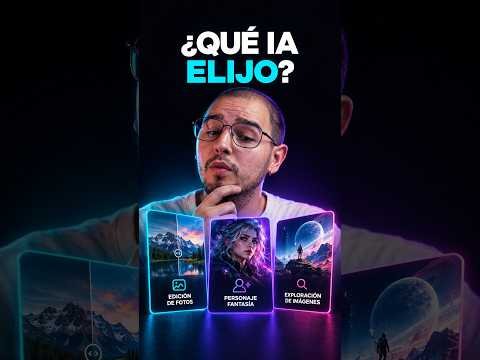 ¿QUÉ IA
ELIJO?
EDICIÓN
DE FOTOS
PERSONAJE
FANTASÍA
EXPLORACIÓN
DE IMÁGENES